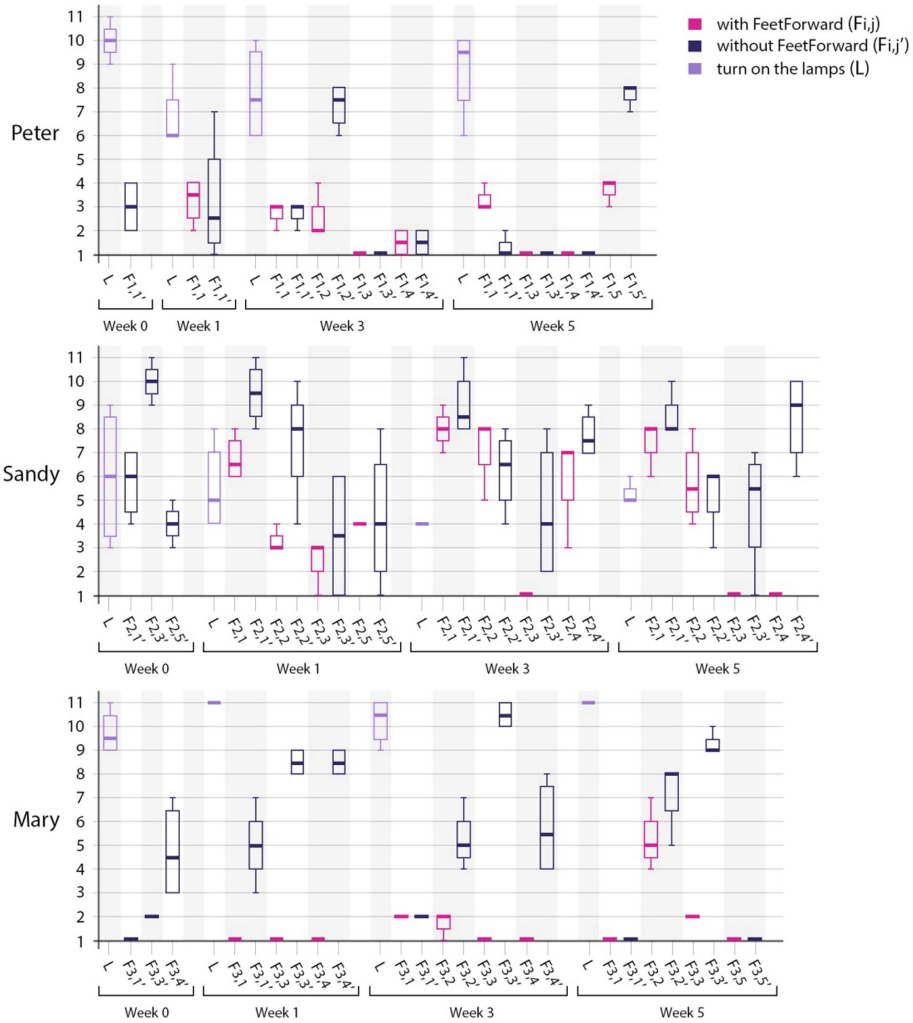 with FeetForward (Fi,j)
without FeetForward (Fi,j')
turn on the lamps (L)
Peter
11
10
9
8
7
6
5
4
3
2
1
L F1,1' L F1,1 F1,1' L F1,1 F1,1' F1,2 F1,2' F1,3 F1,3' F1,4 F1,4' L F1,1 F1,1' F1,3 F1,3' F1,4 F1,4' F1,5 F1,5'
Week 0 Week 1 Week 3 Week 5
Sandy
11
10
9
8
7
6
5
4
3
2
1
L F2,1' F2,3' F2,5' L F2,1 F2,1' F2,2 F2,2' F2,3 F2,3' F2,5 F2,5' L F2,1 F2,1' F2,2 F2,2' F2,3 F2,3' F2,4 F2,4' L F2,1 F2,1' F2,2 F2,2' F2,3 F2,3' F2,4 F2,4'
Week 0 Week 1 Week 3 Week 5
Mary
11
10
9
8
7
6
5
4
3
2
1
L F3,1' F3,3' F3,4' L F3,1 F3,1' F3,3 F3,3' F3,4 F3,4' L F3,1 F3,1' F3,2 F3,2' F3,3 F3,3' F3,4 F3,4' L F3,1 F3,1' F3,2 F3,2' F3,3 F3,3' F3,5 F3,5'
Week 0 Week 1 Week 3 Week 5